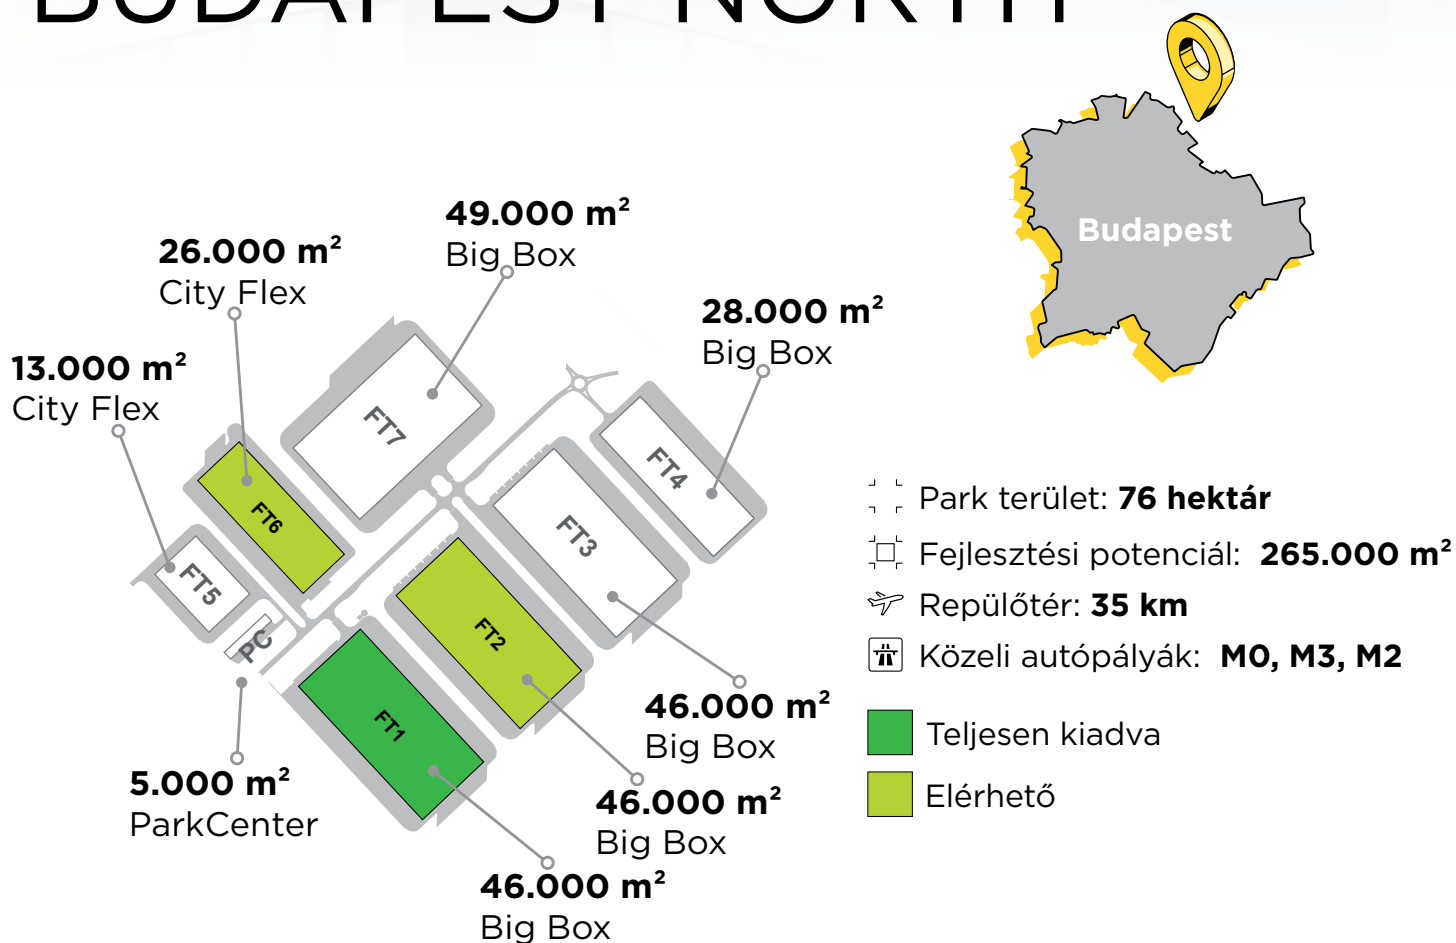 BUDAPEST NORTH
49.000 m²
Big Box
26.000 m²
City Flex
28.000 m²
Big Box
13.000 m²
City Flex
Budapest
FT7
FT4
FT6
FT3
FT5
FT2
PC
FT1
Park terület: 76 hektár
Fejlesztési potenciál: 265.000 m²
Repülőtér: 35 km
Közeli autópályák: M0, M3, M2
Teljesen kiadva
Elérhető
46.000 m²
Big Box
5.000 m²
ParkCenter
46.000 m²
Big Box
46.000 m²
Big Box